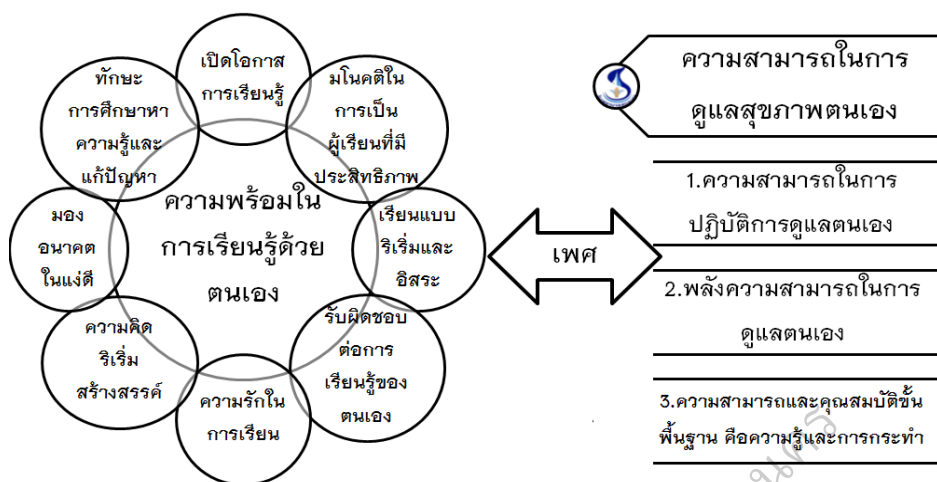 เปิดโอกาส
การเรียนรู้
มโนคติใน
การเป็น
ผู้เรียนที่มี
ประสิทธิภาพ
เรียนแบบ
ริเริ่มและ
อิสระ
รับผิดชอบ
ต่อการ
เรียนรู้ของ
ตนเอง
ความรักใน
การเรียน
ความคิด
ริเริ่ม
สร้างสรรค์
มอง
อนาคต
ในแง่ดี
ทักษะ
การศึกษาหา
ความรู้และ
แก้ปัญหา
ความพร้อมใน
การเรียนรู้ด้วย
ตนเอง
เพศ
ความสามารถในการ
ดูแลสุขภาพตนเอง
1.ความสามารถในการ
ปฏิบัติการดูแลตนเอง
2.พลังความสามารถในการ
ดูแลตนเอง
3.ความสามารถและคุณสมบัติขั้น
พื้นฐาน คือความรู้และการกระทำ